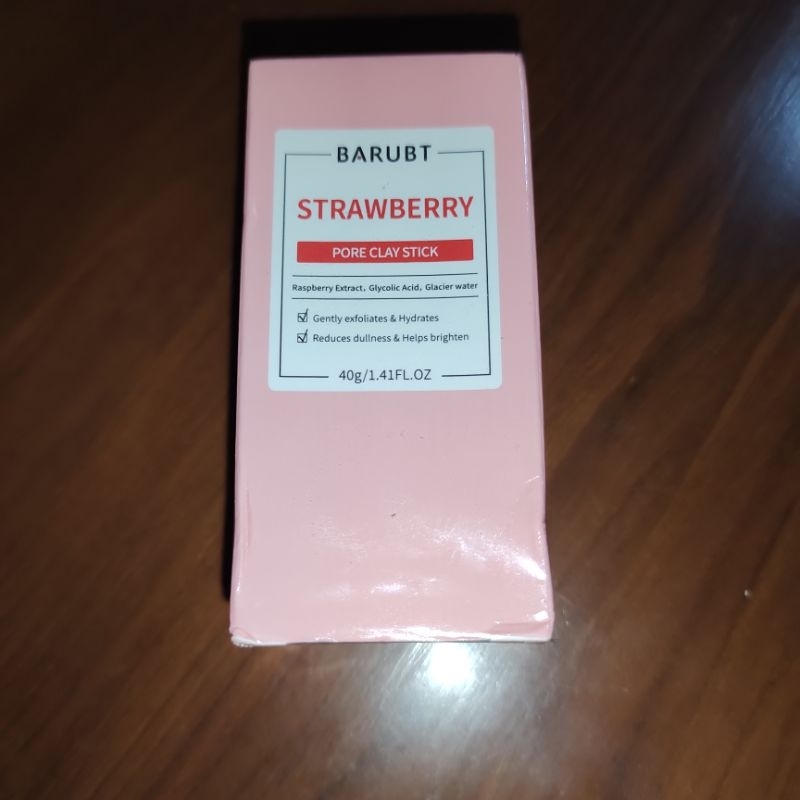 BARUBT
STRAWBERRY
PORE CLAY STICK
Raspberry Extract, Glycolic Acid, Glacier water
☑ Gently exfoliates & Hydrates
☑ Reduces dullness & Helps brighten
40g/1.41FL.OZ